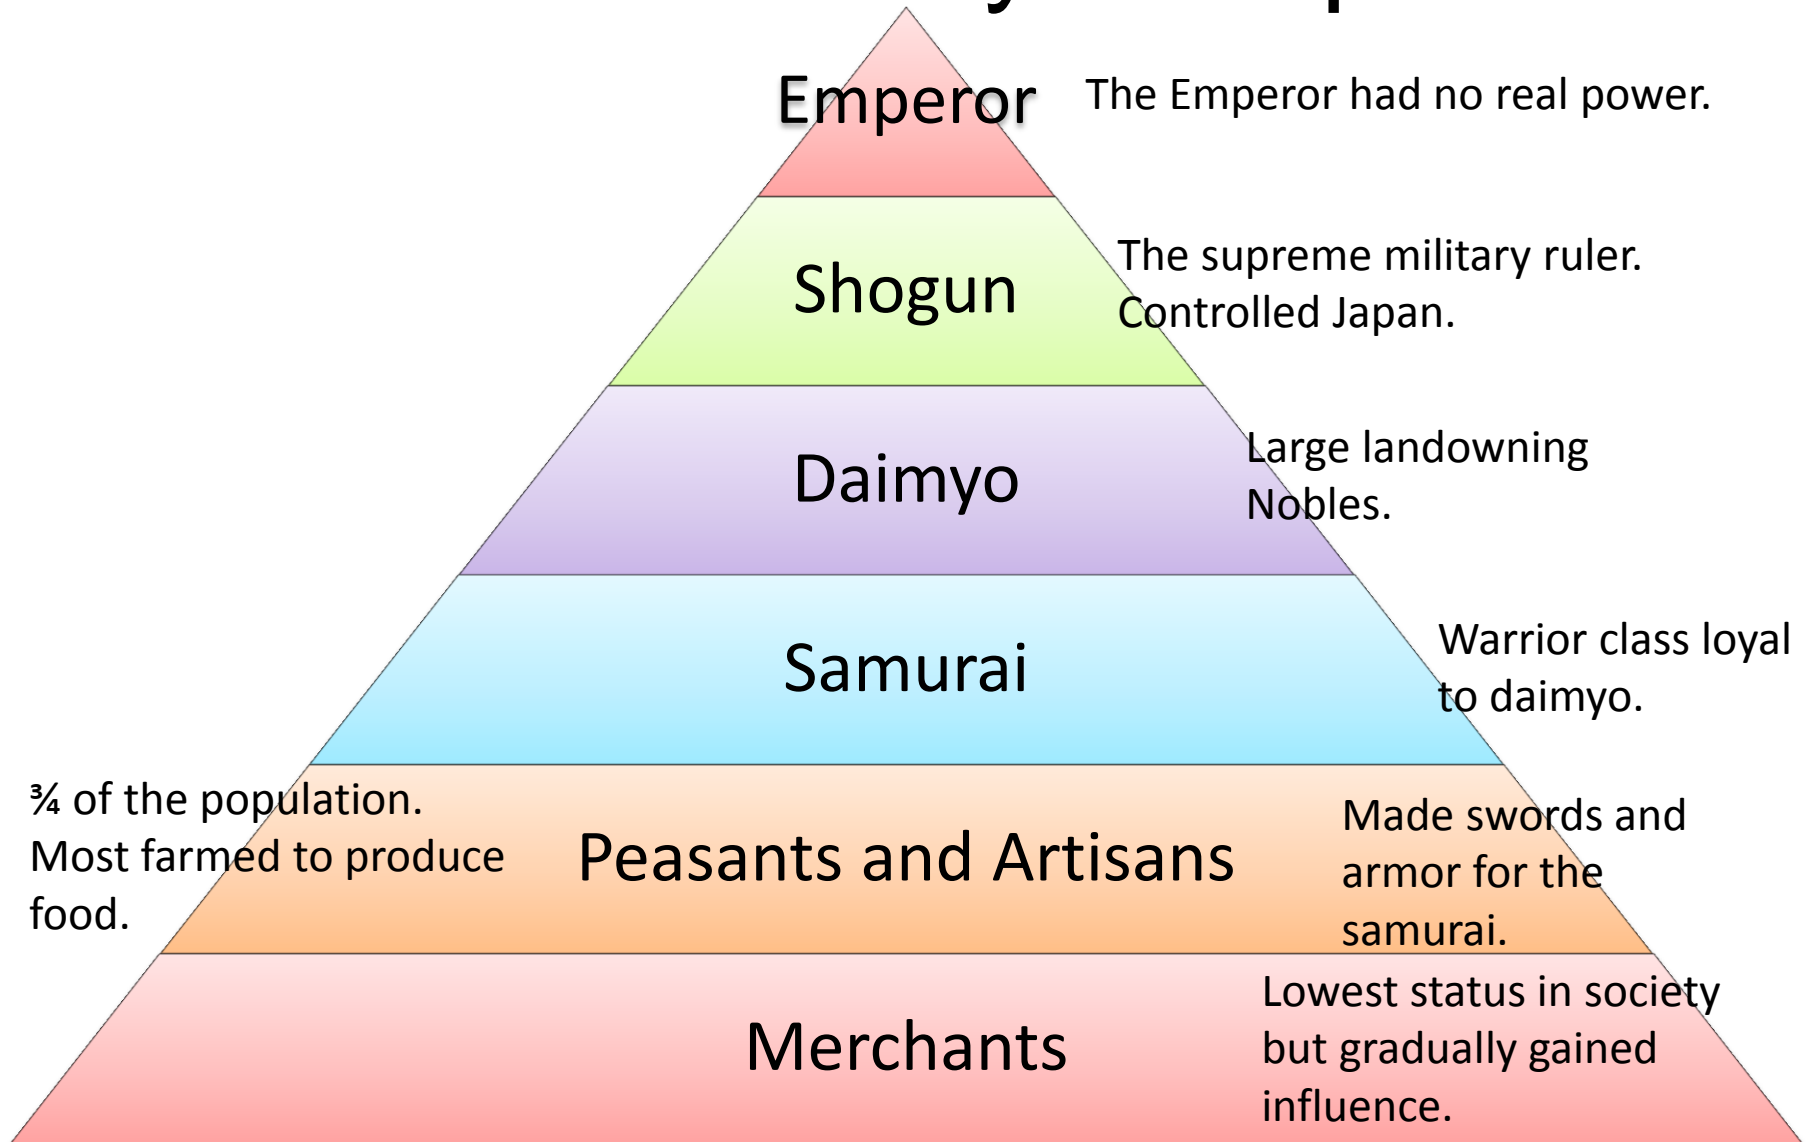 Emperor
The Emperor had no real power.
Shogun
The supreme military ruler.
Controlled Japan.
Daimyo
Large landowning
Nobles.
Samurai
Warrior class loyal
to daimyo.
¾ of the population.
Most farmed to produce
food.
Peasants and Artisans
Made swords and
armor for the
samurai.
Merchants
Lowest status in society
but gradually gained
influence.